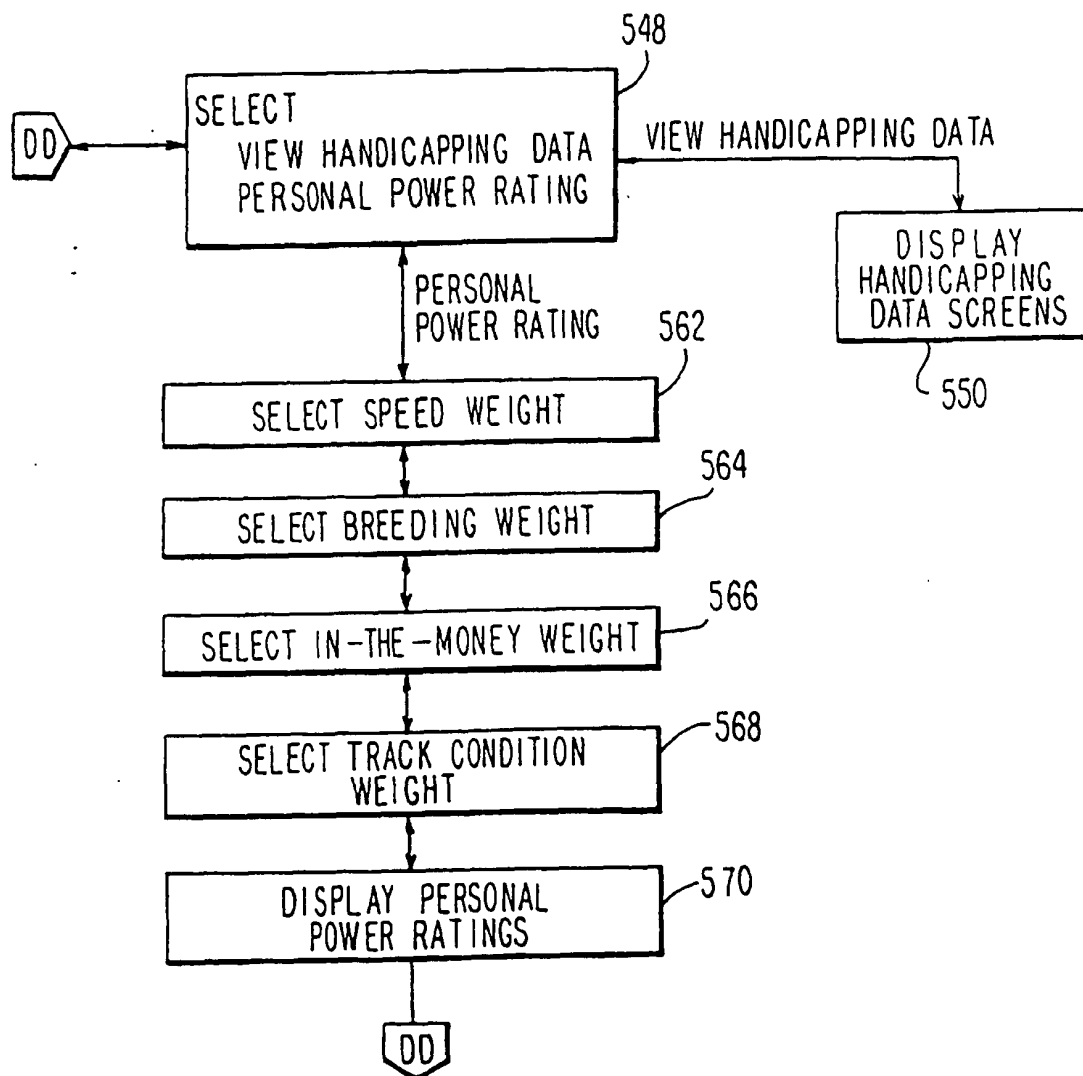 548
DD
SELECT
VIEW HANDICAPPING DATA
PERSONAL POWER RATING
VIEW HANDICAPPING DATA
DISPLAY
HANDICAPPING
DATA SCREENS
550
PERSONAL
POWER RATING
562
SELECT SPEED WEIGHT
564
SELECT BREEDING WEIGHT
566
SELECT IN-THE-MONEY WEIGHT
568
SELECT TRACK CONDITION
WEIGHT
570
DISPLAY PERSONAL
POWER RATINGS
DD